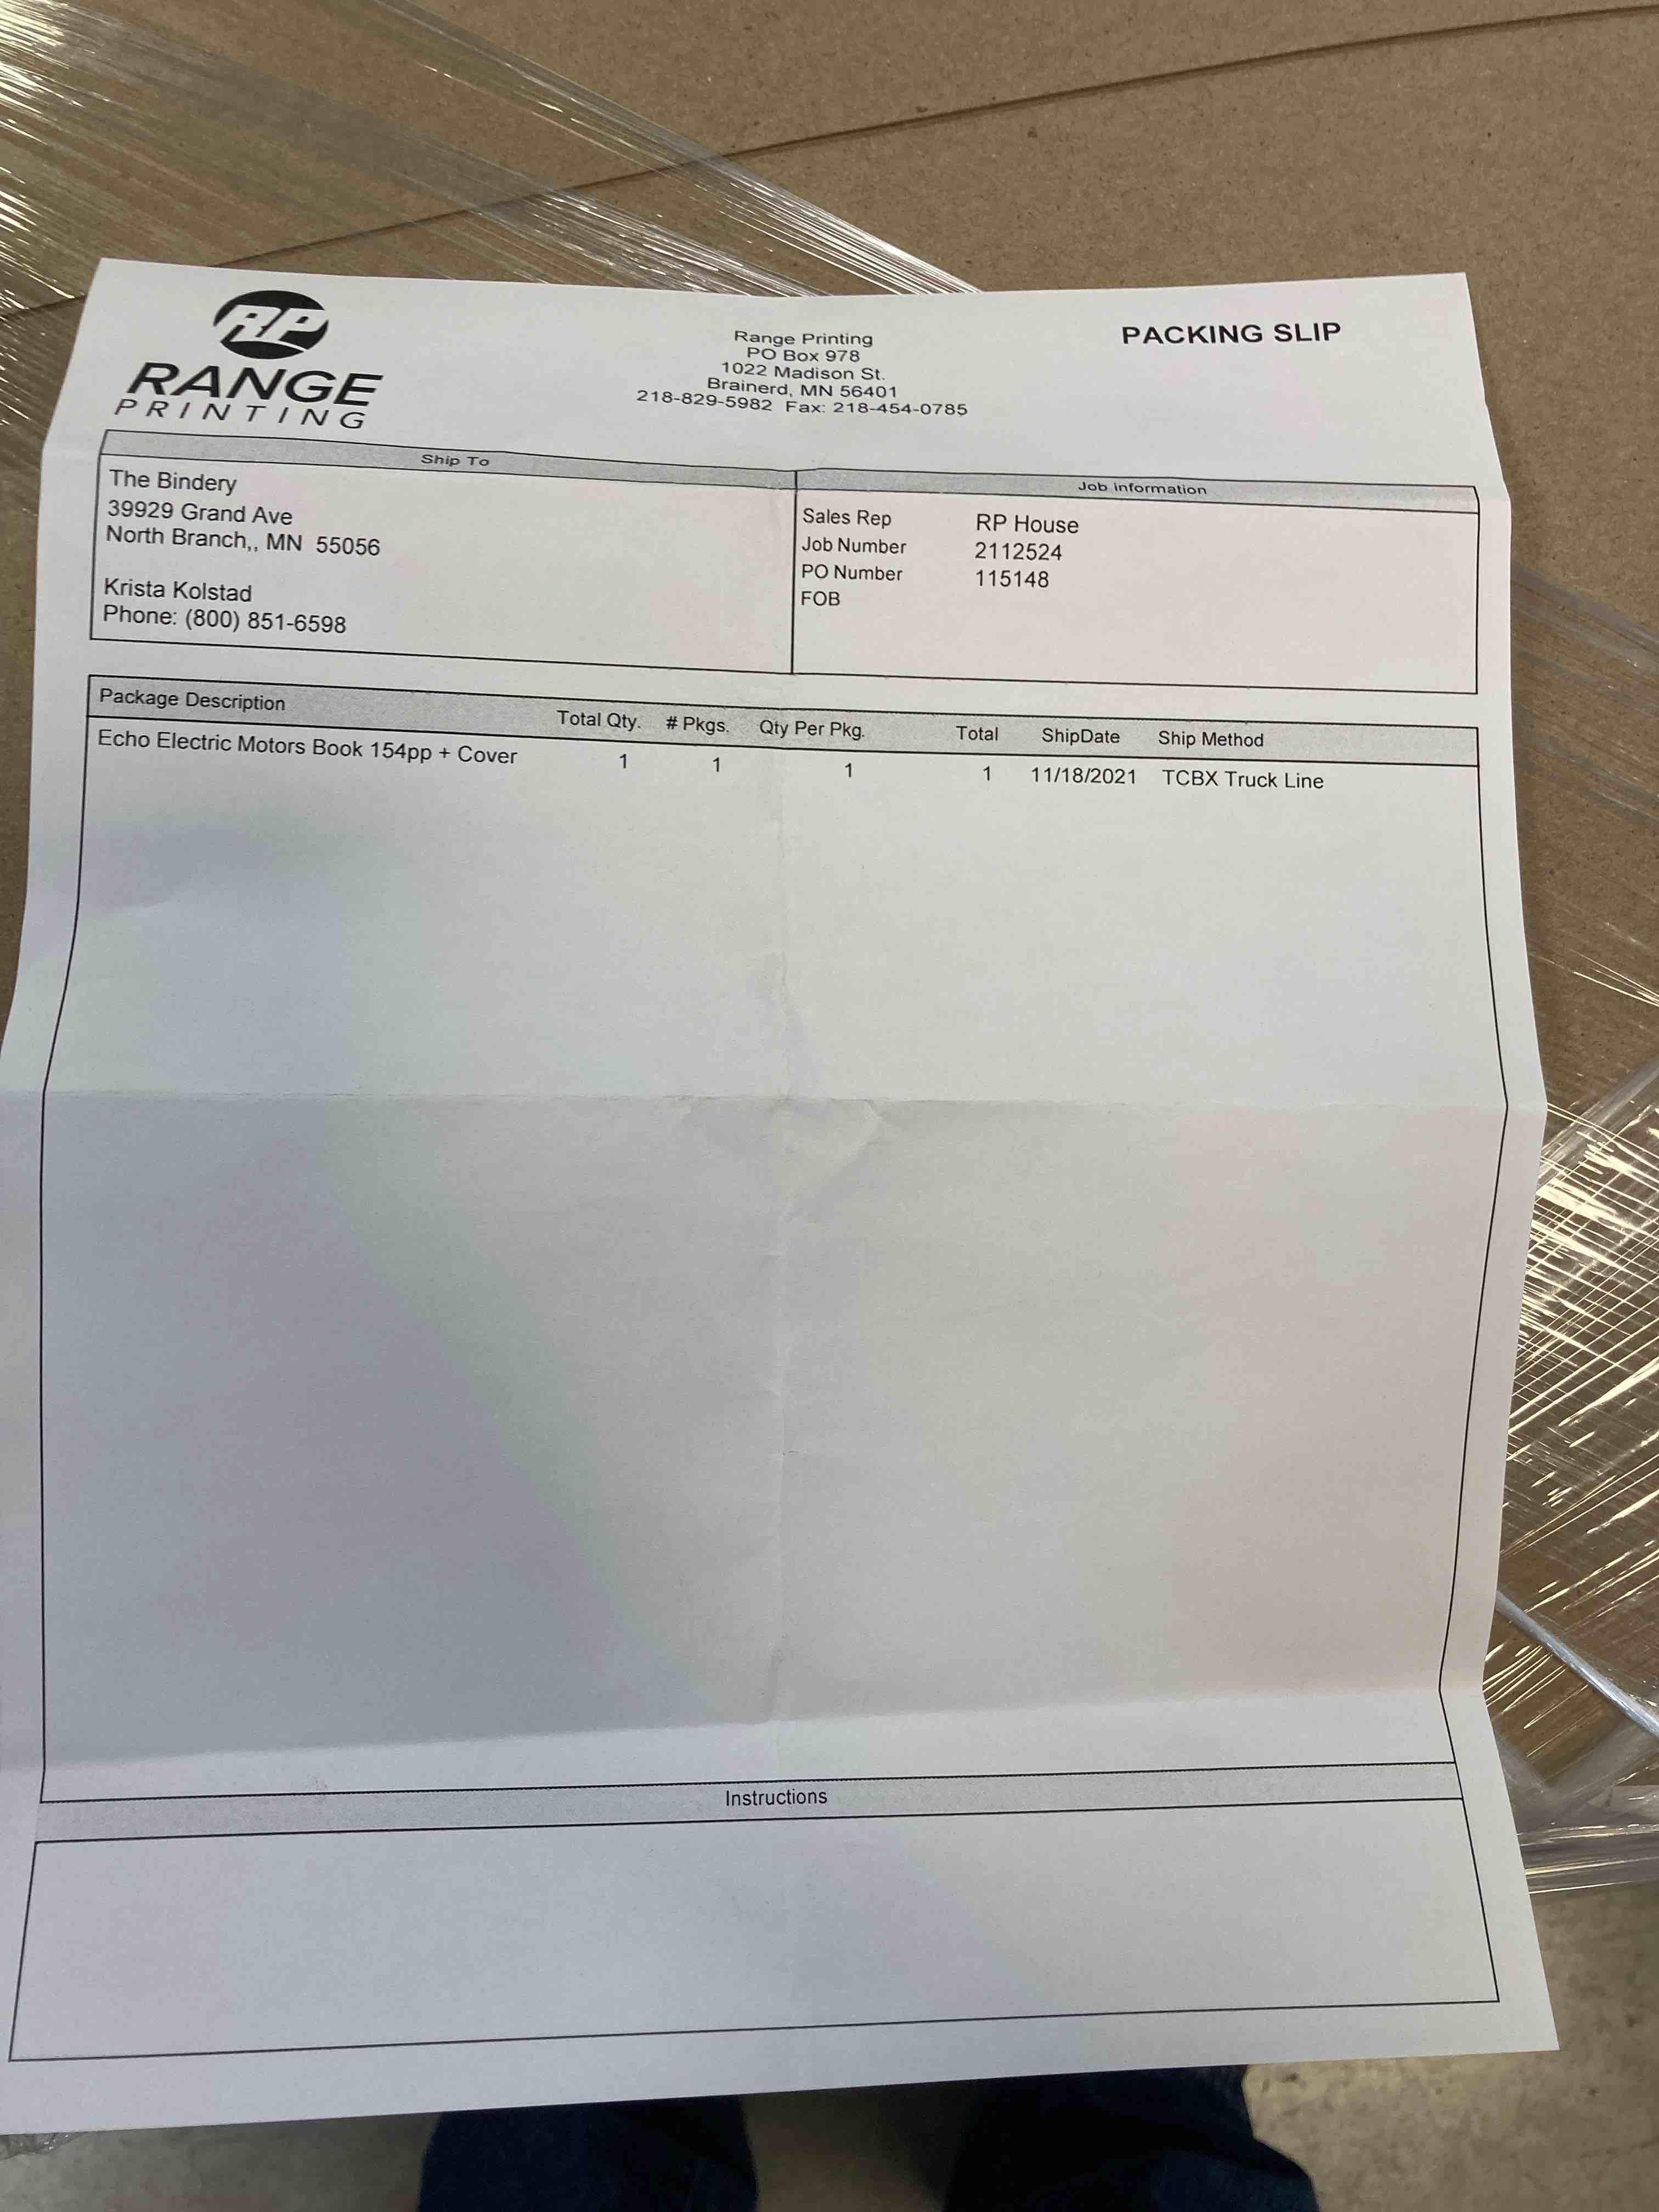 RP
RANGE
PRINTING
Range Printing
PO Box 978
1022 Madison St.
Brainerd, MN 56401
218-829-5982 Fax: 218-454-0785
PACKING SLIP
Ship To
The Bindery
39929 Grand Ave
North Branch,, MN 55056
Krista Kolstad
Phone: (800) 851-6598
Job information
Sales Rep RP House
Job Number 2112524
PO Number 115148
FOB
Package Description Total Qty. # Pkgs. Qty Per Pkg. Total ShipDate Ship Method
Echo Electric Motors Book 154pp + Cover 1 1 1 1 11/18/2021 TCBX Truck Line
Instructions